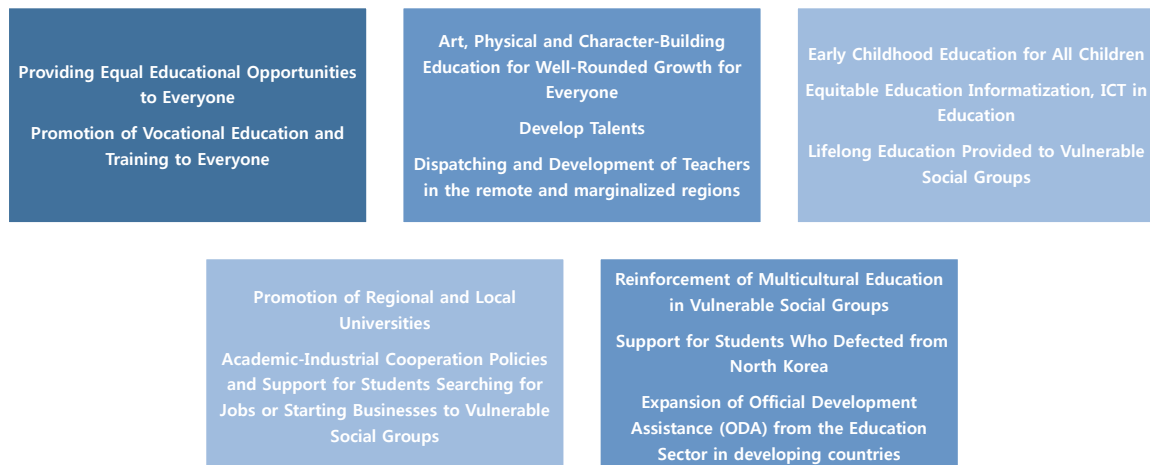 Providing Equal Educational Opportunities
to Everyone
Promotion of Vocational Education and
Training to Everyone
Art, Physical and Character-Building
Education for Well-Rounded Growth for
Everyone
Develop Talents
Dispatching and Development of Teachers
in the remote and marginalized regions
Early Childhood Education for All Children
Equitable Education Informatization, ICT in
Education
Lifelong Education Provided to Vulnerable
Social Groups
Promotion of Regional and Local
Universities
Academic-Industrial Cooperation Policies
and Support for Students Searching for
Jobs or Starting Businesses to Vulnerable
Social Groups
Reinforcement of Multicultural Education
in Vulnerable Social Groups
Support for Students Who Defected from
North Korea
Expansion of Official Development
Assistance (ODA) from the Education
Sector in developing countries